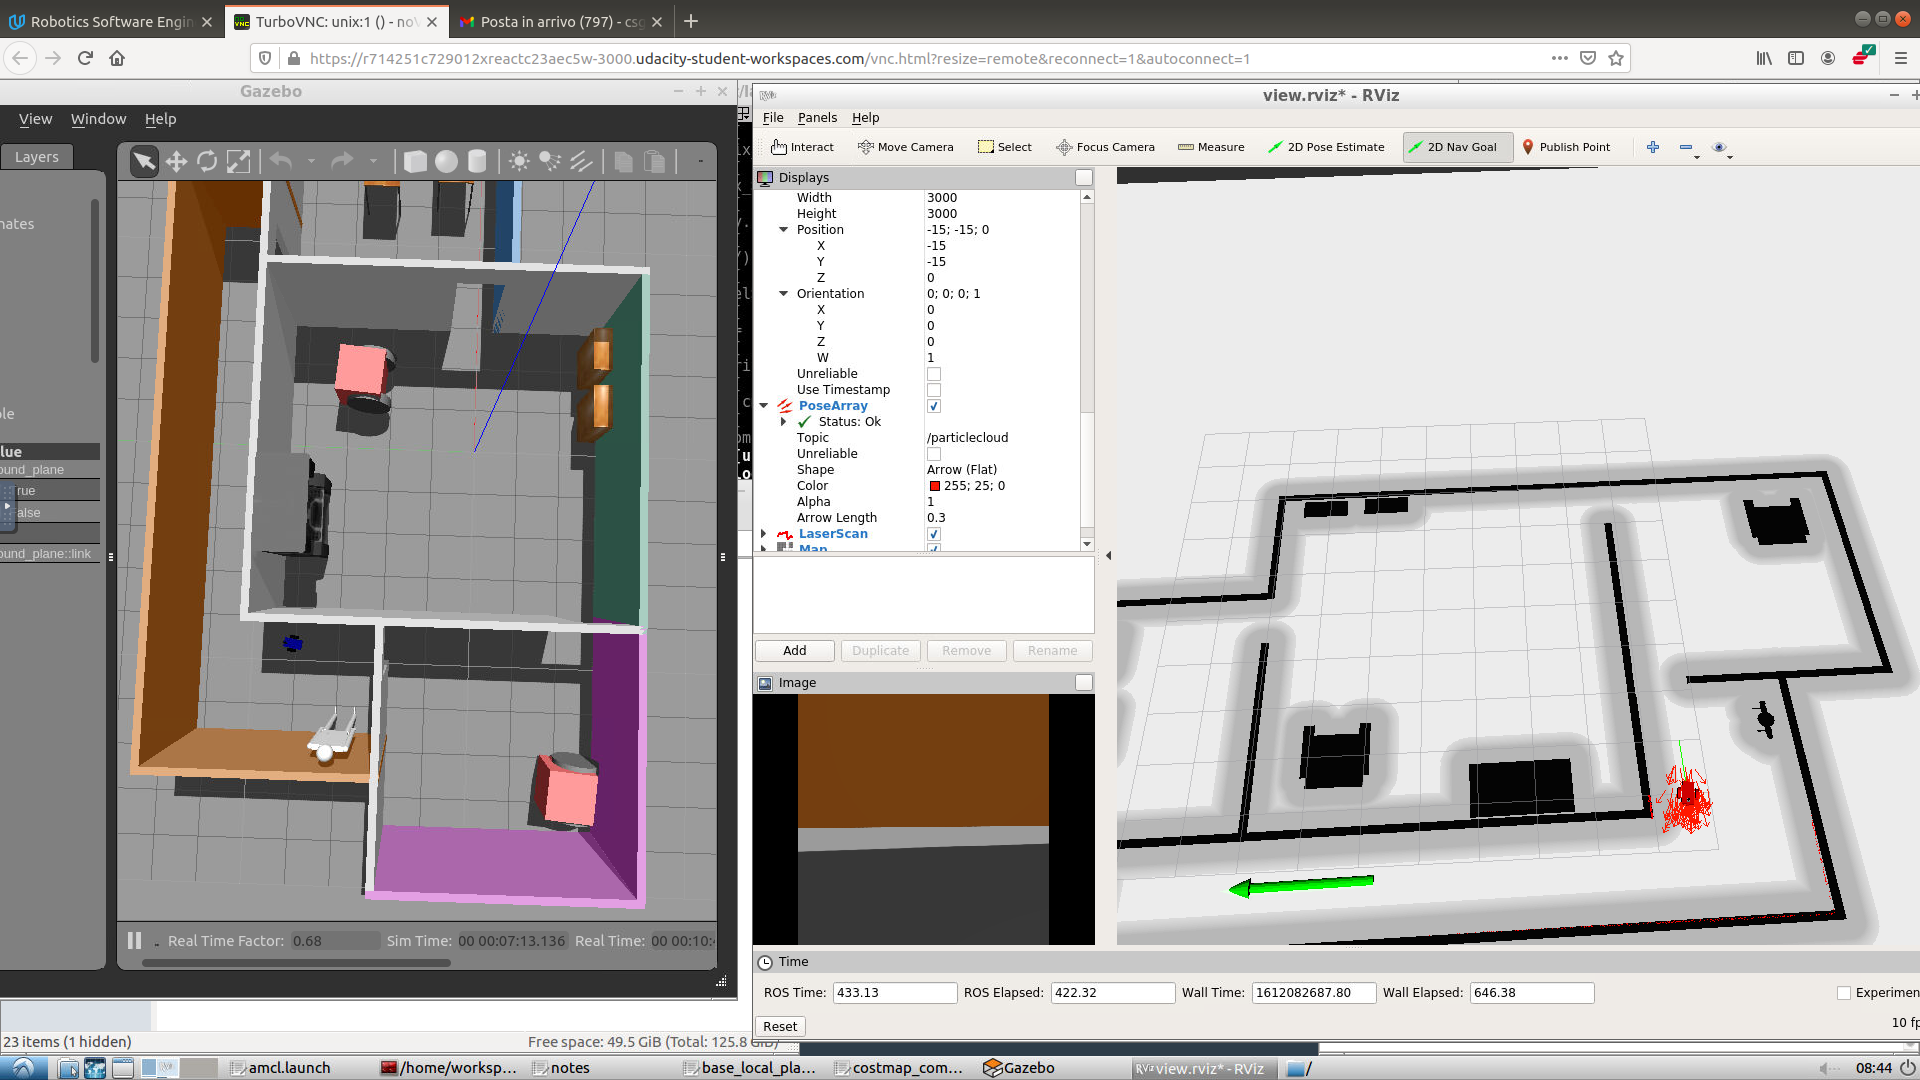 Robotics Software Engin
TurboVNC: unix:1 () - noV
Posta in arrivo (797) - csg
https://r714251c729012xreactc23aec5w-3000.udacity-student-workspaces.com/vnc.html?resize=remote&reconnect=1&autoconnect=1
Gazebo
View Window Help
Layers
nates
ple
lue
ound_plane
rue
alse
ound_plane::link
Real Time Factor: 0.68 Sim Time: 00 00:07:13.136 Real Time: 00 00:10:
23 items (1 hidden)
Free space: 49.5 GiB (Total: 125.8 GiB)
view.rviz* - RViz
File Panels Help
Interact Move Camera Select Focus Camera Measure 2D Pose Estimate 2D Nav Goal Publish Point
Displays
Width 3000
Height 3000
Position -15; -15; 0
X -15
Y -15
Z 0
Orientation 0; 0; 0; 1
X 0
Y 0
Z 0
W 1
Unreliable
Use Timestamp
PoseArray
Status: Ok
Topic /particlecloud
Unreliable
Shape Arrow (Flat)
Color 255; 25; 0
Alpha 1
Arrow Length 0.3
LaserScan
Map
Add Duplicate Remove Rename
Image
Time
ROS Time: 433.13 ROS Elapsed: 422.32 Wall Time: 1612082687.80 Wall Elapsed: 646.38 Experimen
Reset
10 fp
amcl.launch /home/worksp... notes base_local_pla... costmap_com... Gazebo view.rviz* - RViz / 08:44